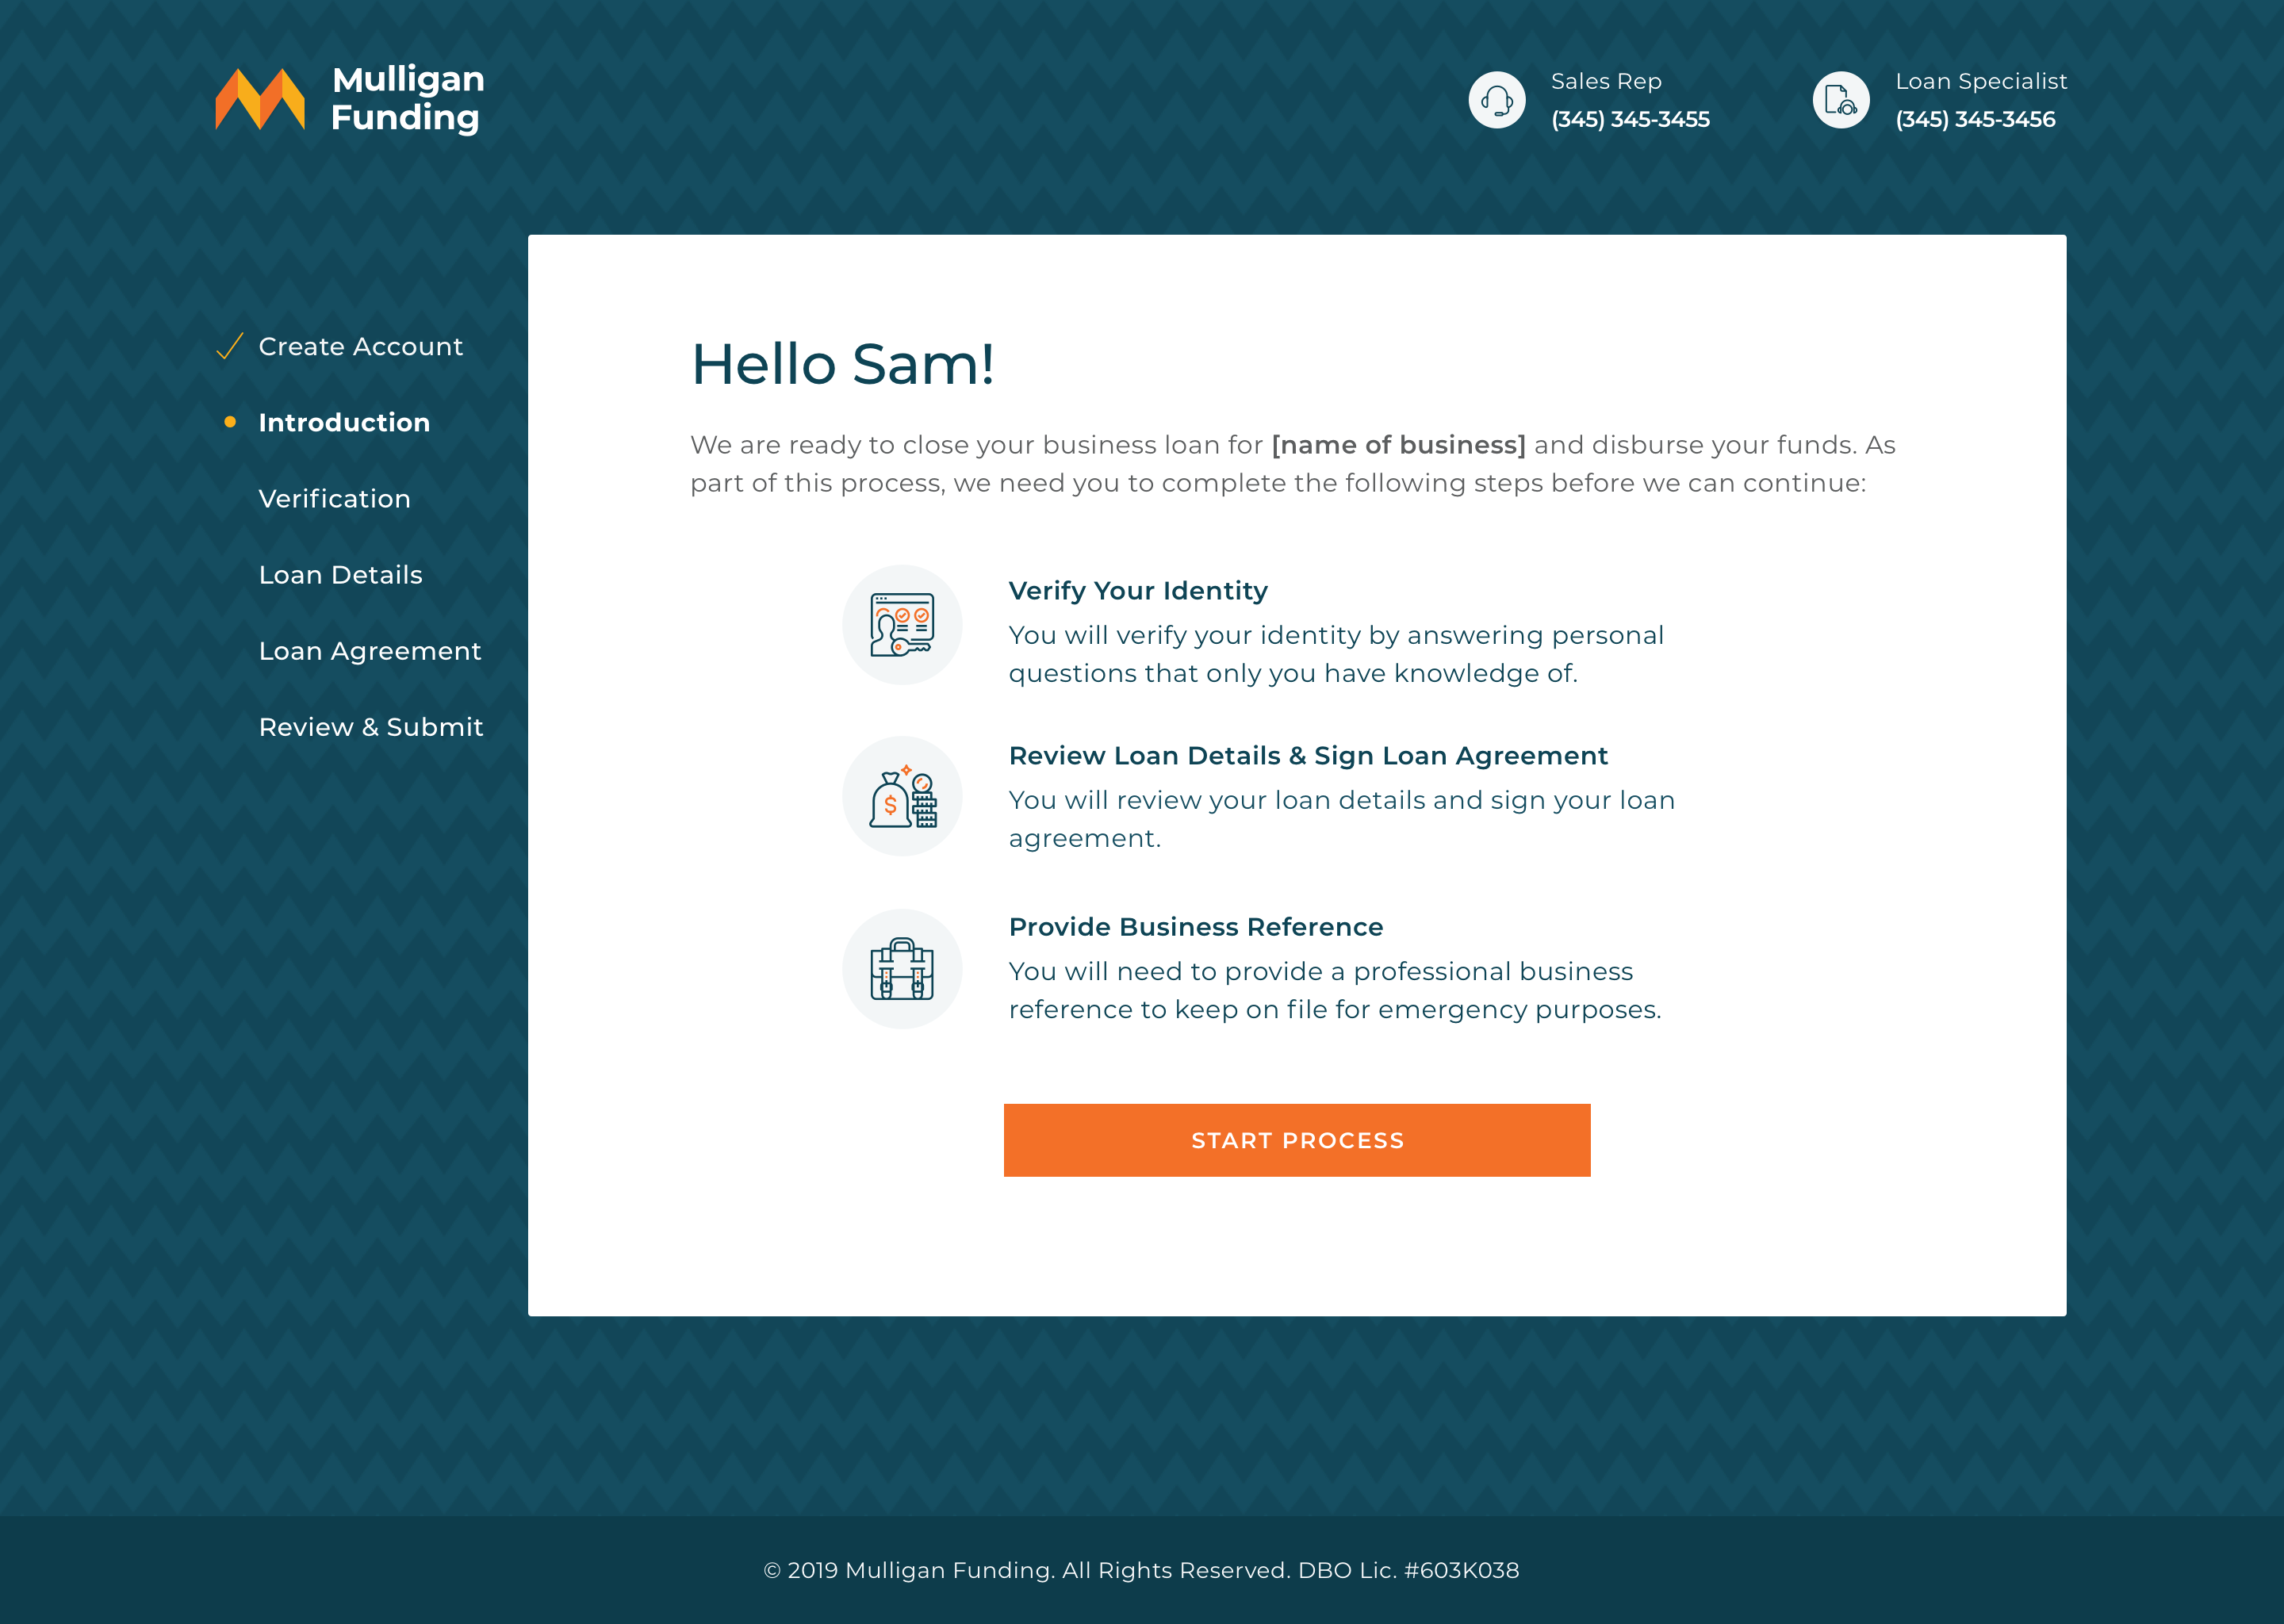 Mulligan
Funding
Sales Rep
(345) 345-3455
Loan Specialist
(345) 345-3456
Create Account
Introduction
Verification
Loan Details
Loan Agreement
Review & Submit
Hello Sam!
We are ready to close your business loan for [name of business] and disburse your funds. As
part of this process, we need you to complete the following steps before we can continue:
Verify Your Identity
You will verify your identity by answering personal
questions that only you have knowledge of.
$
Review Loan Details & Sign Loan Agreement
You will review your loan details and sign your loan
agreement.
Provide Business Reference
You will need to provide a professional business
reference to keep on file for emergency purposes.
START PROCESS
© 2019 Mulligan Funding. All Rights Reserved. DBO Lic. #603K038